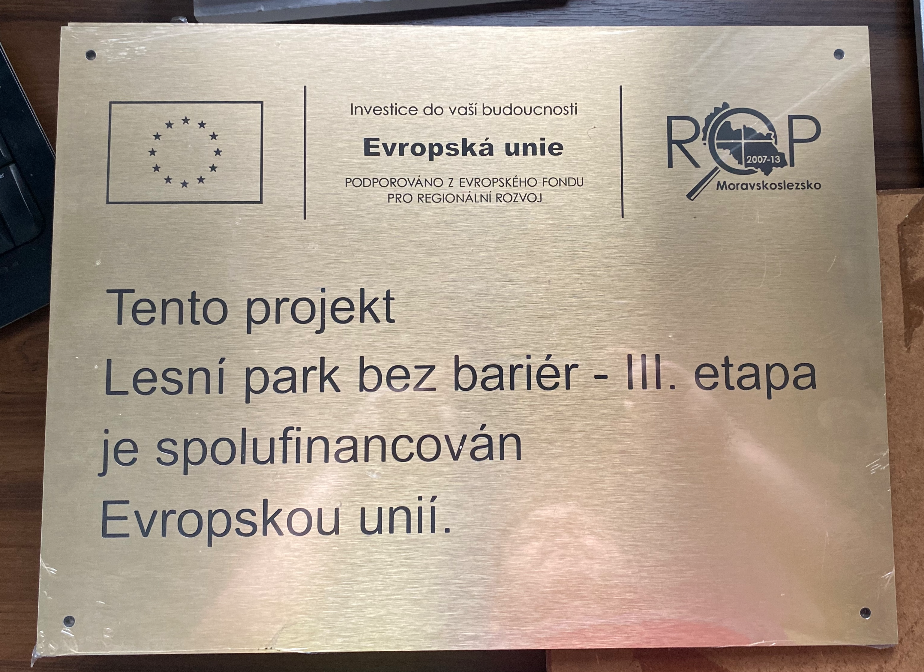 Investice do vaší budoucnosti
Evropská unie
PODPOROVÁNO Z EVROPSKÉHO FONDU
PRO REGIONÁLNÍ ROZVOJ
ROP
2007-13
Moravskoslezsko
Tento projekt
Lesní park bez bariér - III. etapa
je spolufinancován
Evropskou unií.